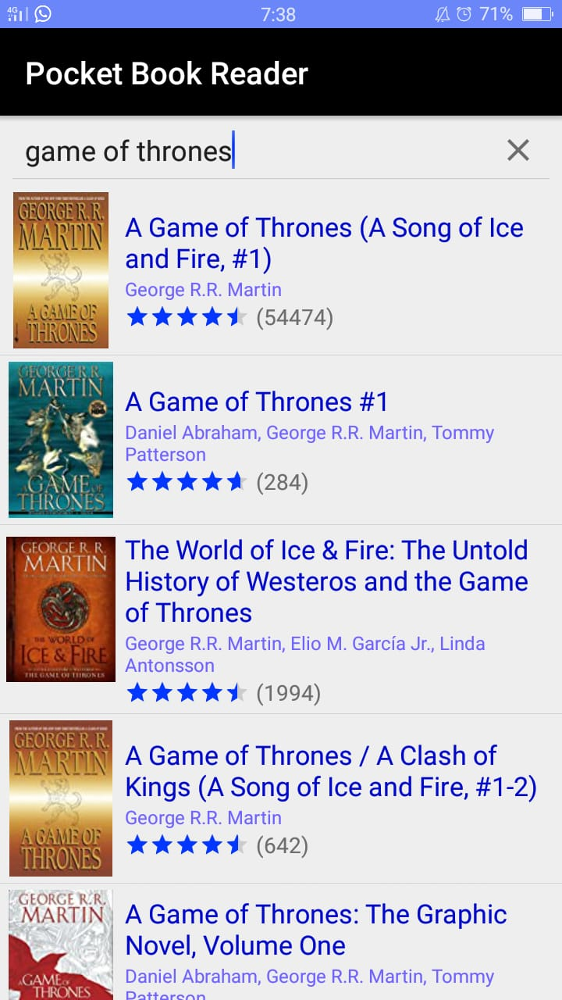 4G 7:38 71%
Pocket Book Reader
game of thrones
GEORGE R. R.
MARTIN
A GAME OF
THRONES
A Game of Thrones (A Song of Ice
and Fire, #1)
George R.R. Martin
(54474)
GEORGE R.R.
MARTIN
HBO
A GAME OF
THRONES
A Game of Thrones #1
Daniel Abraham, George R.R. Martin, Tommy
Patterson
(284)
GEORGE R. R.
MARTIN
THE WORLD OF
ICE & FIRE
THE GAME OF THRONES
The World of Ice & Fire: The Untold
History of Westeros and the Game
of Thrones
George R.R. Martin, Elio M. García Jr., Linda
Antonsson
(1994)
GEORGE R. R.
MARTIN
A GAME OF
THRONES
A Game of Thrones / A Clash of
Kings (A Song of Ice and Fire, #1-2)
George R.R. Martin
(642)
GEORGE R.R.
MARTIN
A GAME OF
THRONES
A Game of Thrones: The Graphic
Novel, Volume One
Daniel Abraham, George R.R. Martin, Tommy
Patterson